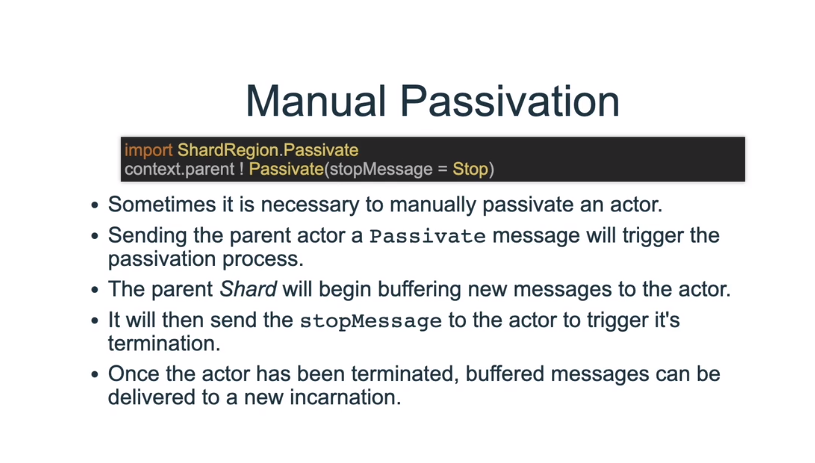 Manual Passivation
import ShardRegion.Passivate
context.parent ! Passivate(stopMessage = Stop)
• Sometimes it is necessary to manually passivate an actor.
• Sending the parent actor a Passivate message will trigger the
passivation process.
• The parent Shard will begin buffering new messages to the actor.
• It will then send the stopMessage to the actor to trigger it's
termination.
• Once the actor has been terminated, buffered messages can be
delivered to a new incarnation.